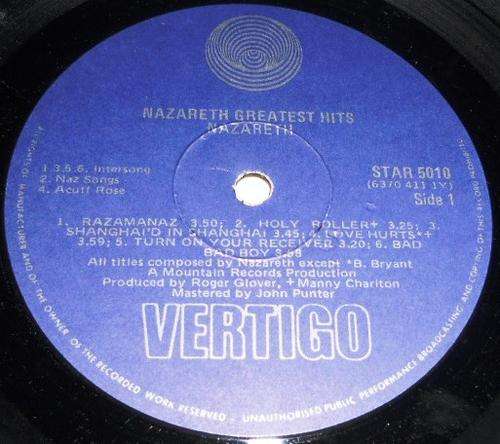 NAZARETH GREATEST HITS
NAZARETH
1.3.5.6. Intersong
2. Naz Songs
4. Acuff Rose
STAR 5010
(6370 411 1Y)
Side 1
1. RAZAMANAZ 3.50; 2. HOLY ROLLER+ 3.25; 3.
SHANGHAI'D IN SHANGHAI 3.45; 4. LOVE HURTS*+
3.59; 5. TURN ON YOUR RECEIVER 3.20; 6. BAD
BAD BOY
All titles composed by Nazareth except *B. Bryant
A Mountain Records Production
Produced by Roger Glover, + Manny Charlton
Mastered by John Punter
VERTIGO
ALL RIGHTS OF MANUFACTURER AND OF THE OWNER OF THE RECORDED WORK RESERVED - UNAUTHORISED PUBLIC PERFORMANCE BROADCASTING AND COPYING OF THIS RECORD PROHIBITED